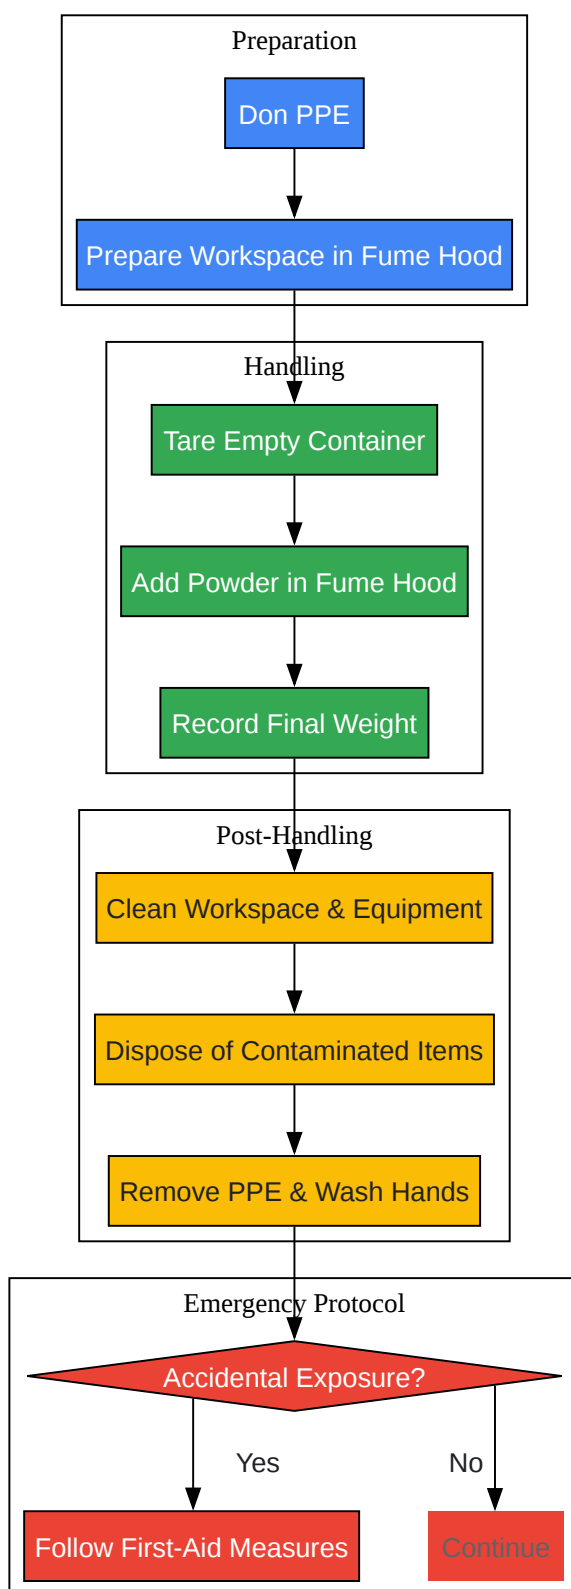 Preparation
Don PPE
Prepare Workspace in Fume Hood
Handling
Tare Empty Container
Add Powder in Fume Hood
Record Final Weight
Post-Handling
Clean Workspace & Equipment
Dispose of Contaminated Items
Remove PPE & Wash Hands
Emergency Protocol
Accidental Exposure?
Yes
No
Follow First-Aid Measures
Continue